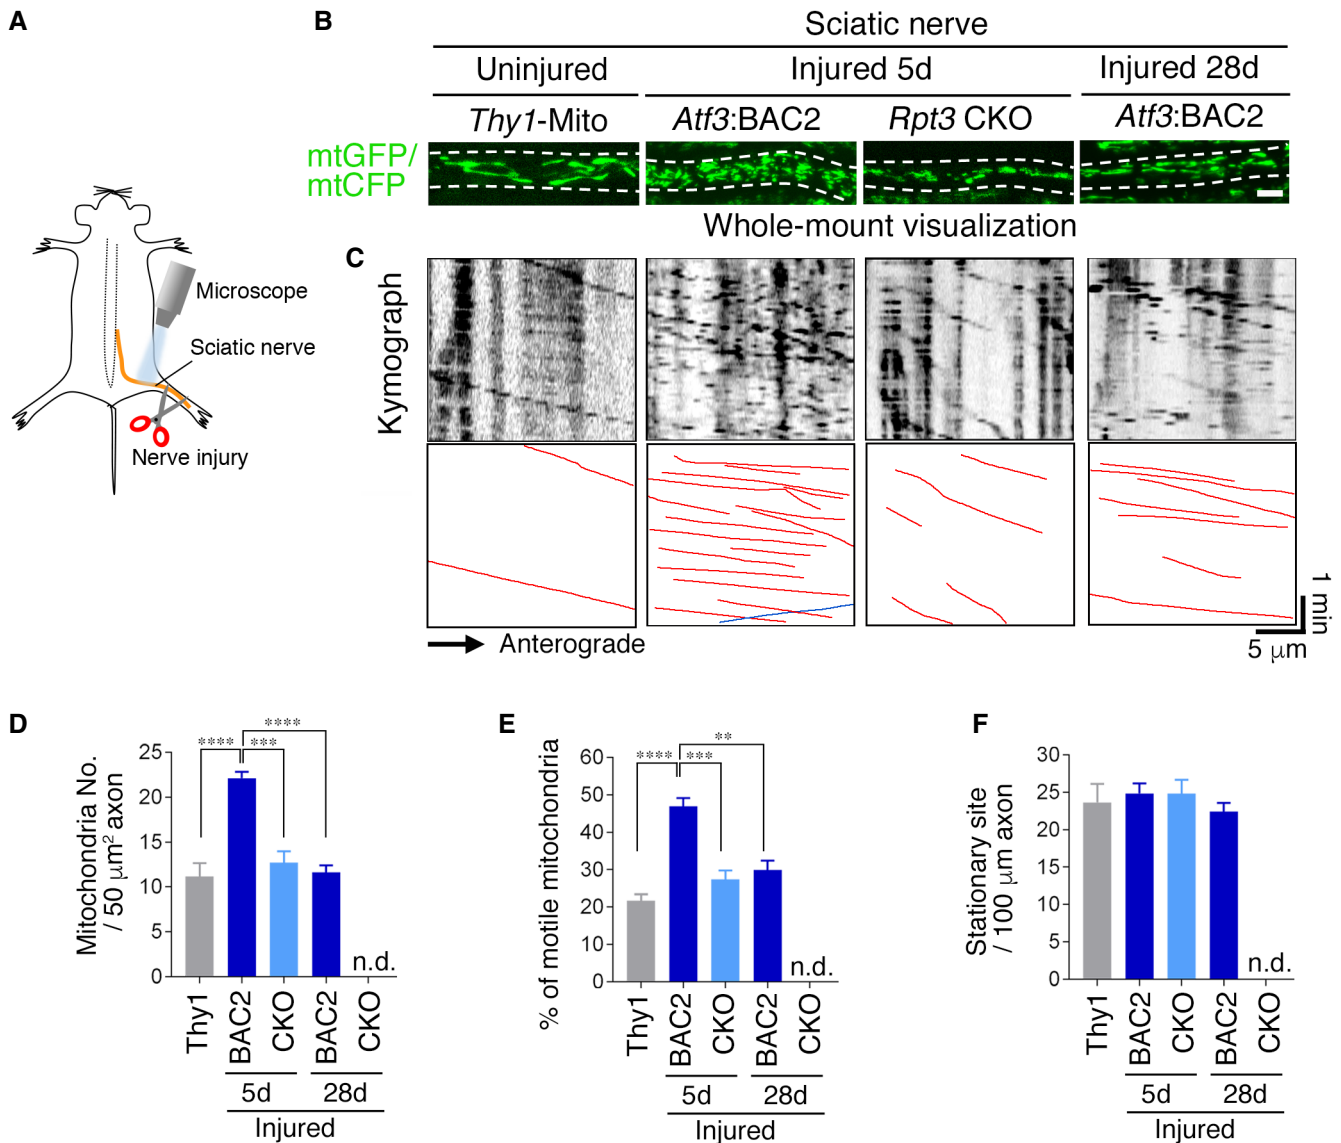 A
Microscope
Sciatic nerve
Nerve injury
B
Sciatic nerve
Uninjured
Injured 5d
Injured 28d
Thy1-Mito
Atf3:BAC2
Rpt3 CKO
Atf3:BAC2
mtGFP/
mtCFP
Whole-mount visualization
C
Kymograph
Anterograde
1 min
5 μm
D
Mitochondria No.
/ 50 μm² axon
25
20
15
10
5
0
****
***
****
n.d.
Thy1
BAC2
CKO
BAC2
CKO
5d
28d
Injured
E
% of motile mitochondria
60
50
40
30
20
10
0
****
***
**
n.d.
Thy1
BAC2
CKO
BAC2
CKO
5d
28d
Injured
F
Stationary site
/ 100 μm axon
30
25
20
15
10
5
0
n.d.
Thy1
BAC2
CKO
BAC2
CKO
5d
28d
Injured